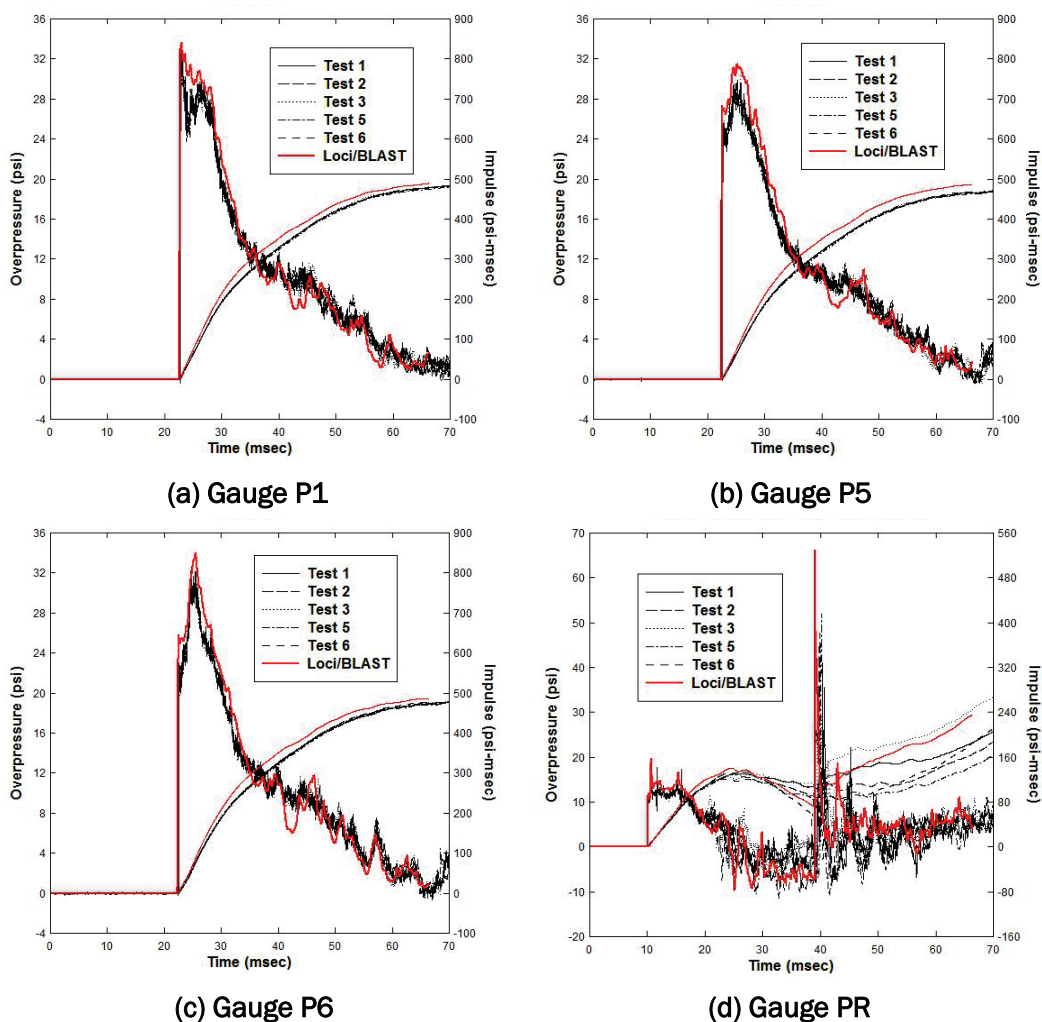 36
32
28
24
20
16
12
8
4
0
-4
900
800
700
600
500
400
300
200
100
0
-100
0
10
20
30
40
50
60
70
Overpressure (psi)
Impulse (psi-msec)
Time (msec)
Test 1
Test 2
Test 3
Test 5
Test 6
Loci/BLAST
(a) Gauge P1
36
32
28
24
20
16
12
8
4
0
-4
900
800
700
600
500
400
300
200
100
0
-100
0
10
20
30
40
50
60
70
Overpressure (psi)
Impulse (psi-msec)
Time (msec)
Test 1
Test 2
Test 3
Test 5
Test 6
Loci/BLAST
(b) Gauge P5
36
32
28
24
20
16
12
8
4
0
-4
900
800
700
600
500
400
300
200
100
0
-100
0
10
20
30
40
50
60
70
Overpressure (psi)
Impulse (psi-msec)
Time (msec)
Test 1
Test 2
Test 3
Test 5
Test 6
Loci/BLAST
(c) Gauge P6
70
60
50
40
30
20
10
0
-10
-20
560
480
400
320
240
160
80
0
-80
-160
0
10
20
30
40
50
60
70
Overpressure (psi)
Impulse (psi-msec)
Time (msec)
Test 1
Test 2
Test 3
Test 5
Test 6
Loci/BLAST
(d) Gauge PR